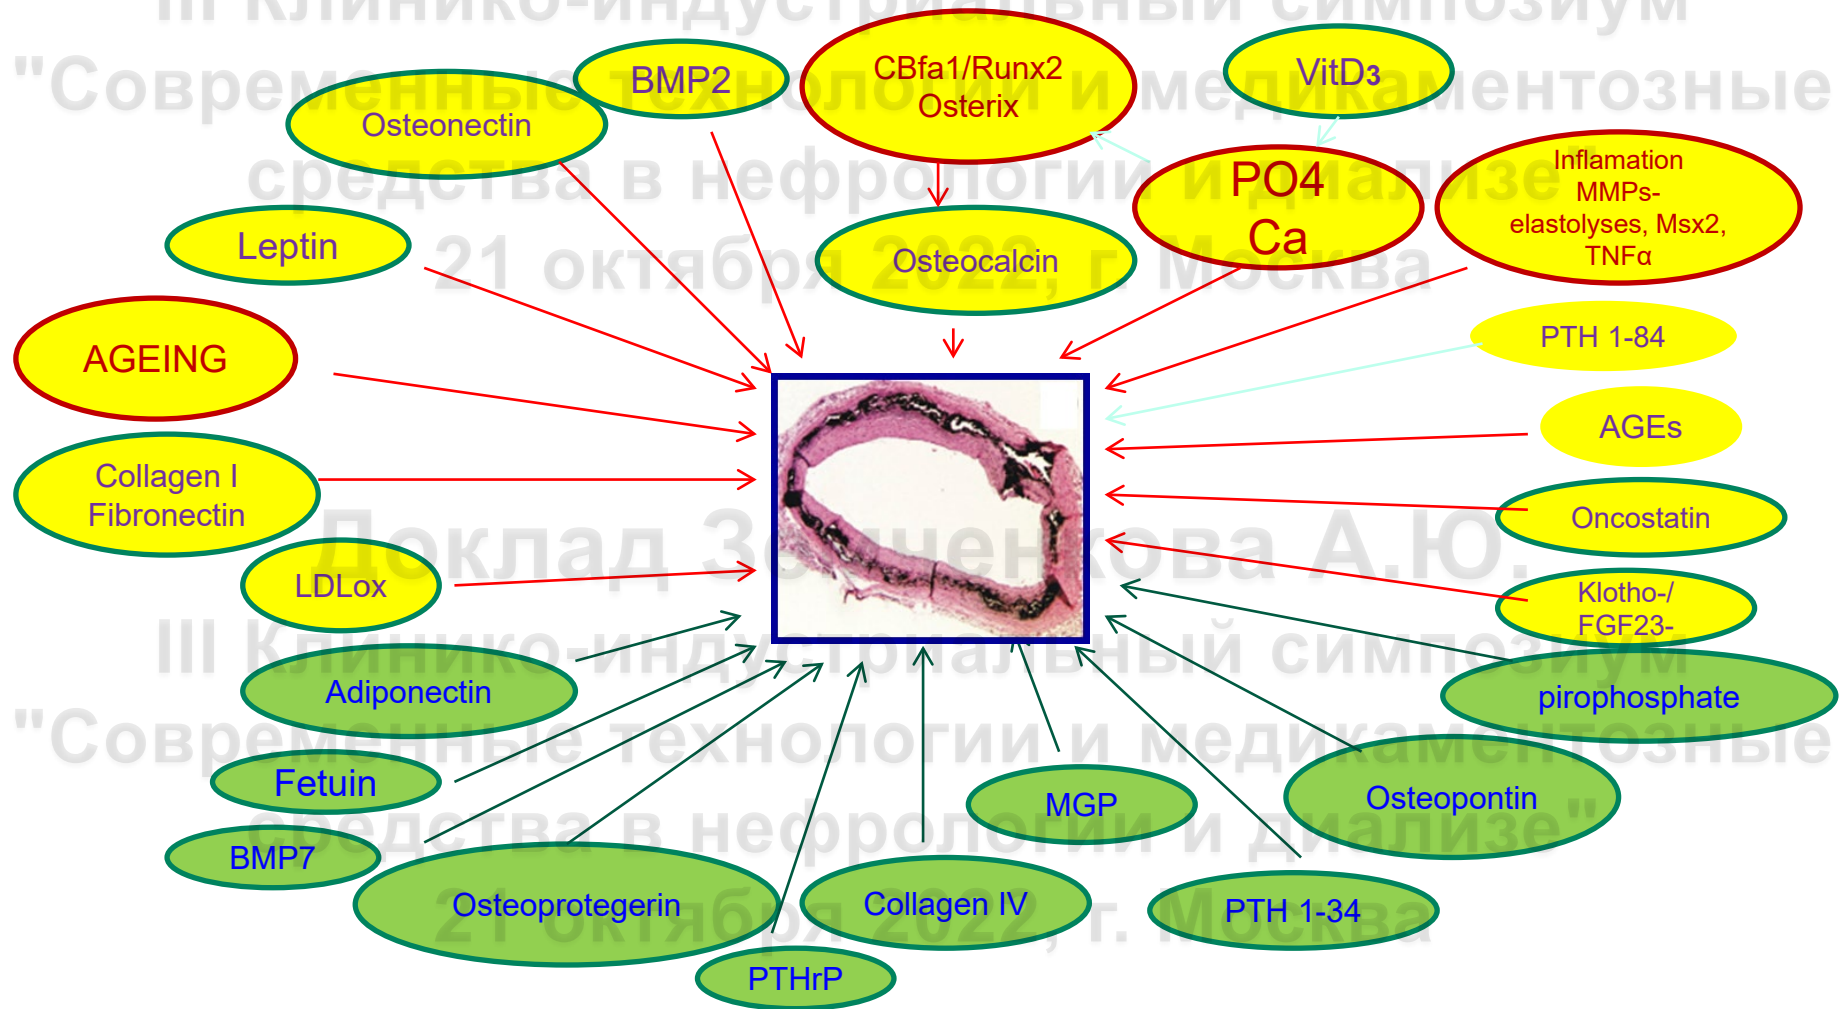 III Клинико-индустриальный симпозиум
"Современные технологии и медикаментозные
средства в нефрологии и диализе"
21 октября 2022, г. Москва
BMP2
CBfa1/Runx2
Osterix
VitD3
Osteonectin
Inflamation
MMPs-
elastolyses, Msx2,
TNFα
PO4
Ca
Leptin
Osteocalcin
PTH 1-84
AGEING
AGEs
Collagen I
Fibronectin
Oncostatin
LDLox
Klotho-/
FGF23-
Доклад А.Ю.
III Клинико-индустриальный симпозиум
"Современные технологии и медикаментозные
средства в нефрологии и диализе"
21 октября 2022, г. Москва
Adiponectin
pirophosphate
Fetuin
MGP
Osteopontin
BMP7
Osteoprotegerin
Collagen IV
PTH 1-34
PTHrP